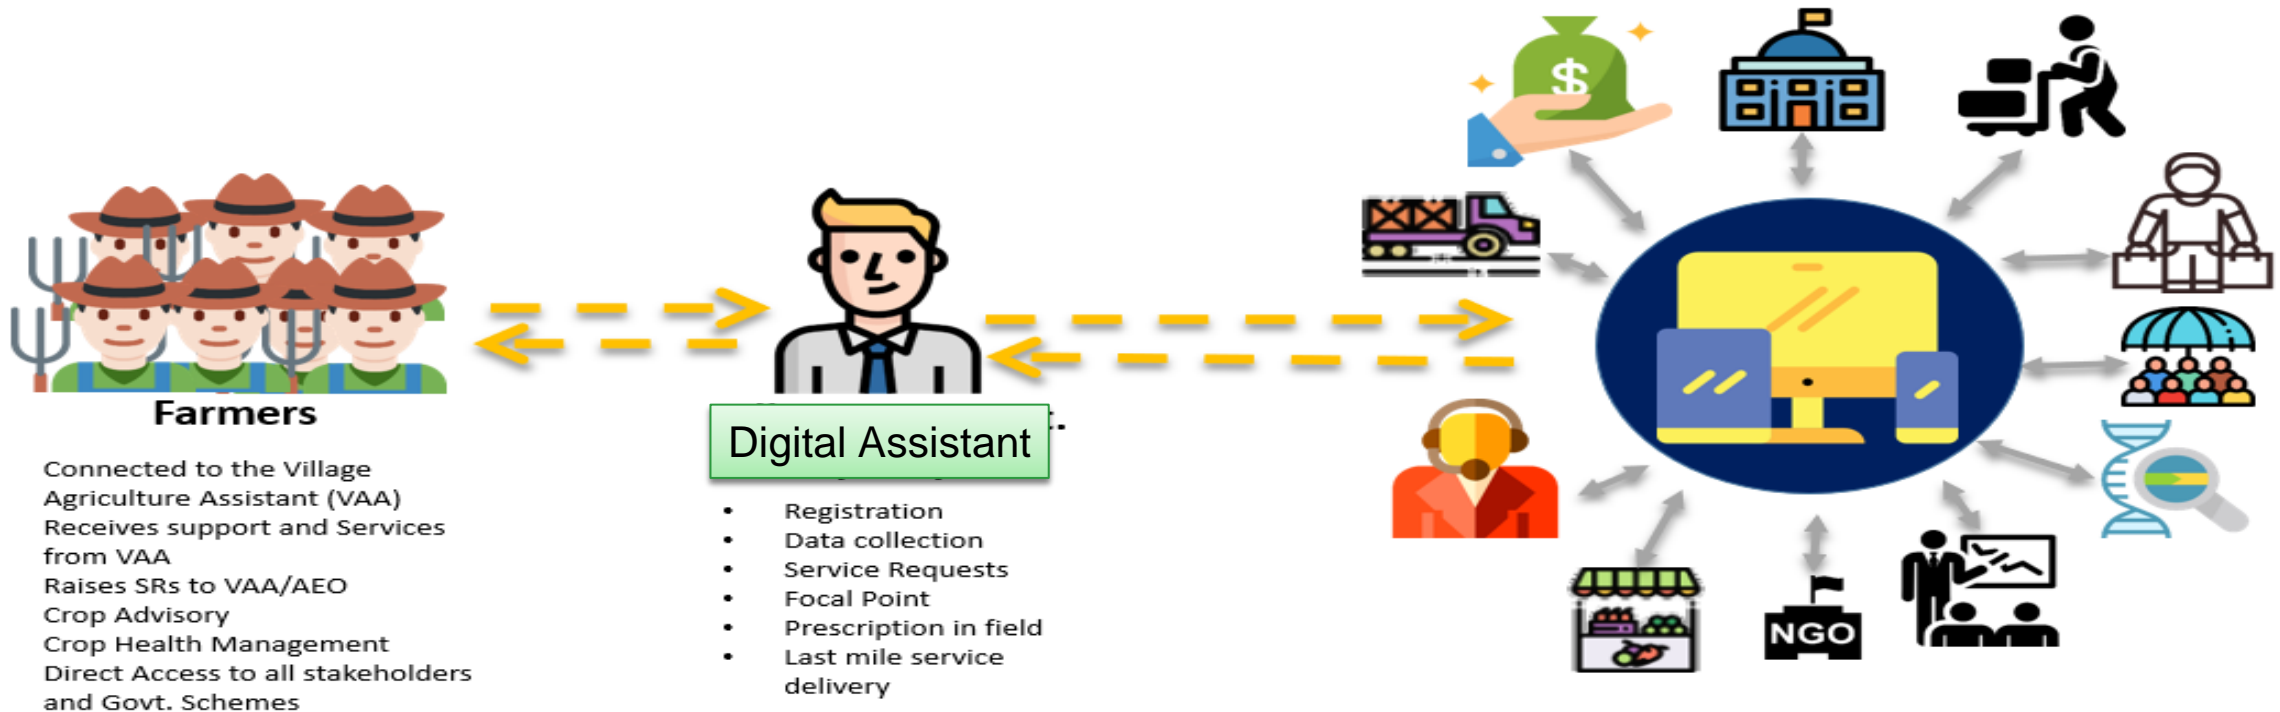 $
Farmers
Connected to the Village
Agriculture Assistant (VAA)
Receives support and Services
from VAA
Raises SRs to VAA/AEO
Crop Advisory
Crop Health Management
Direct Access to all stakeholders
and Govt. Schemes
Digital Assistant
• Registration
• Data collection
• Service Requests
• Focal Point
• Prescription in field
• Last mile service
delivery
NGO